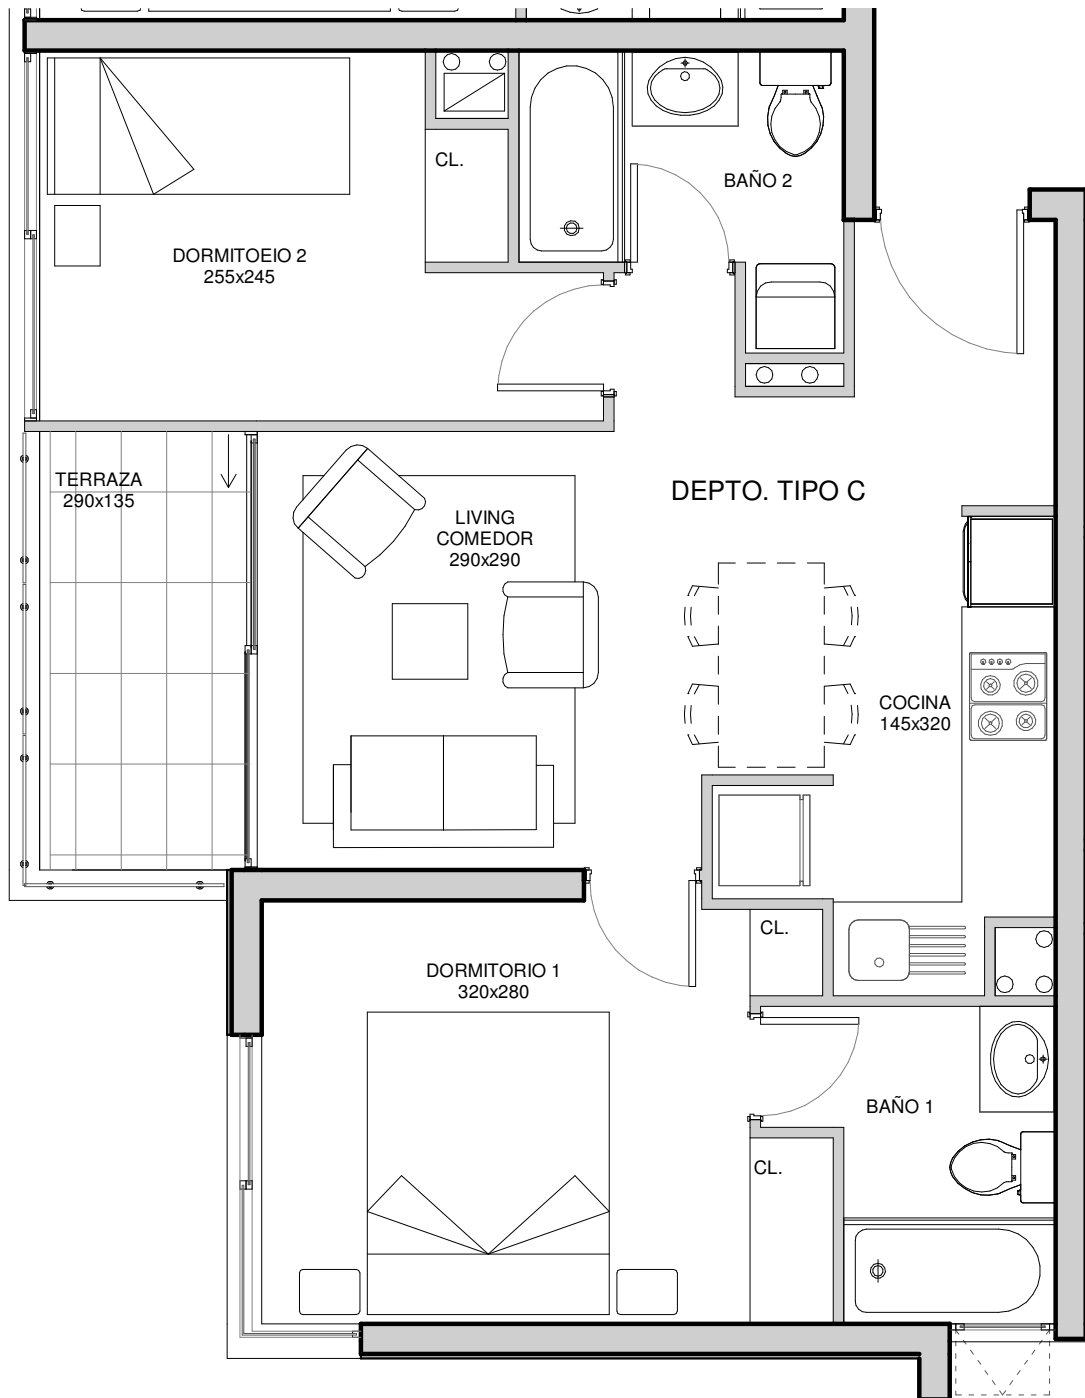 CL.
BAÑO 2
DORMITOEIO 2
255x245
TERRAZA
290x135
DEPTO. TIPO C
LIVING
COMEDOR
290x290
COCINA
145x320
CL.
DORMITORIO 1
320x280
BAÑO 1
CL.